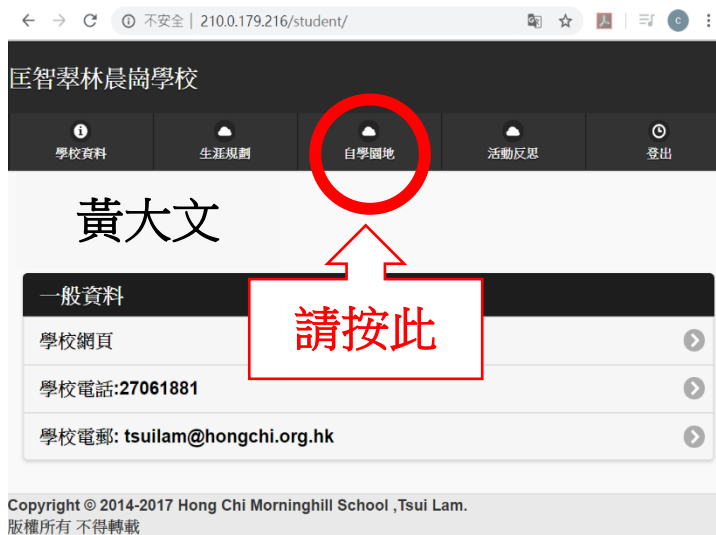 不安全 | 210.0.179.216/student/
匡智翠林晨崗學校
學校資料 生涯規劃 自學園地 活動反思 登出
黃大文
請按此
一般資料
學校網頁
學校電話:27061881
學校電郵: tsuilam@hongchi.org.hk
Copyright © 2014-2017 Hong Chi Morninghill School ,Tsui Lam.
版權所有 不得轉載